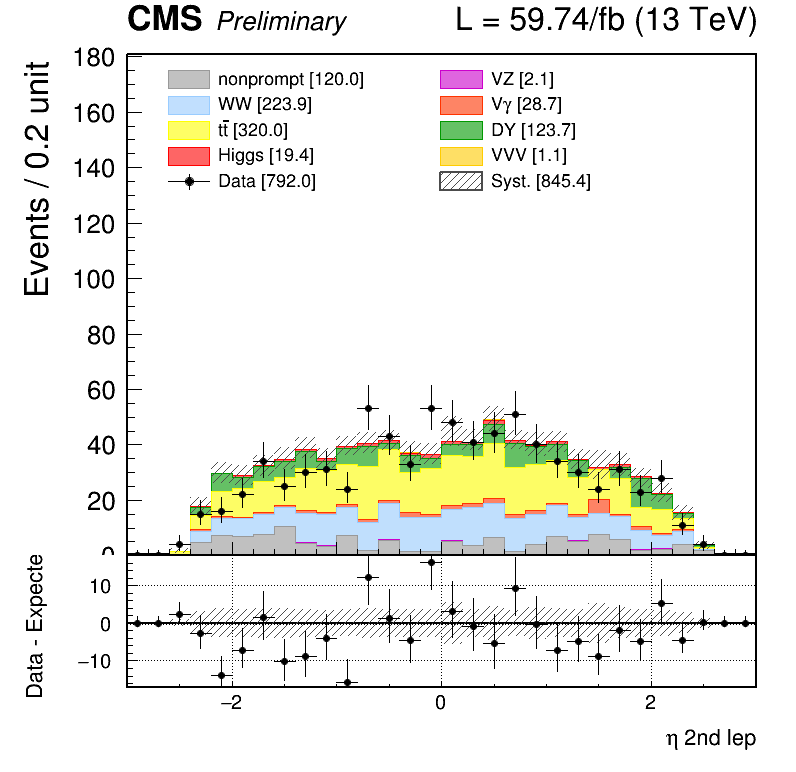 CMS Preliminary L = 59.74/fb (13 TeV)
Events / 0.2 unit
180
160
140
120
100
80
60
40
20
0
nonprompt [120.0]
WW [223.9]
tt̄ [320.0]
Higgs [19.4]
Data [792.0]
VZ [2.1]
Vγ [28.7]
DY [123.7]
VVV [1.1]
Syst. [845.4]
Data - Expecte
10
0
−10
−2 0 2
η 2nd lep